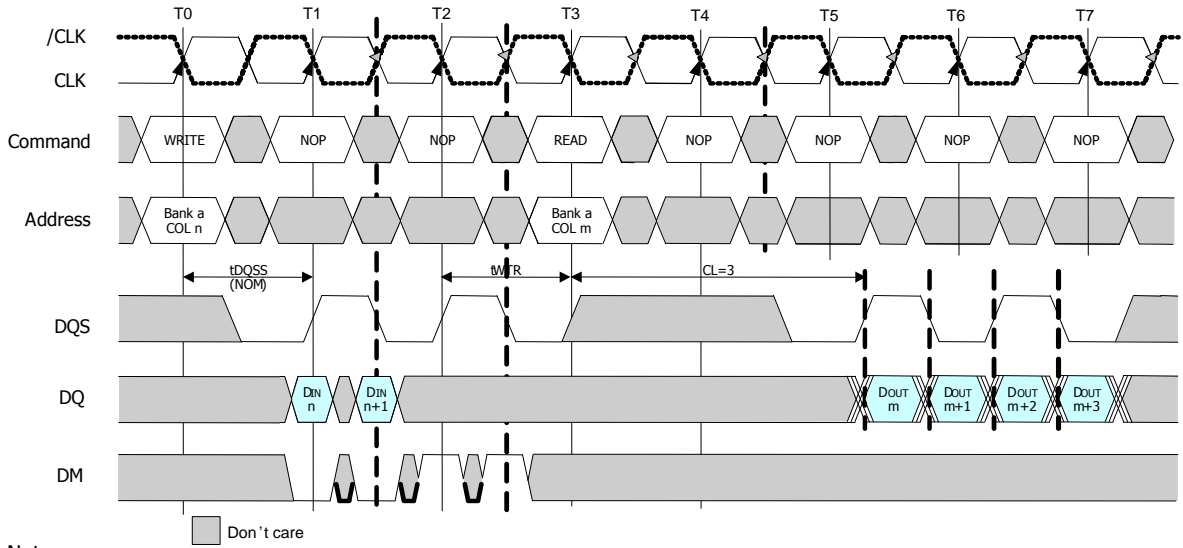 T0 T1 T2 T3 T4 T5 T6 T7
/CLK
CLK
Command WRITE NOP NOP READ NOP NOP NOP NOP
Address
Bank a
COL n
Bank a
COL m
tDQSS
(NOM)
tWTR
CL=3
DQS
DQ
DIN
n
DIN
n+1
DOUT
m
DOUT
m+1
DOUT
m+2
DOUT
m+3
DM
Don't care